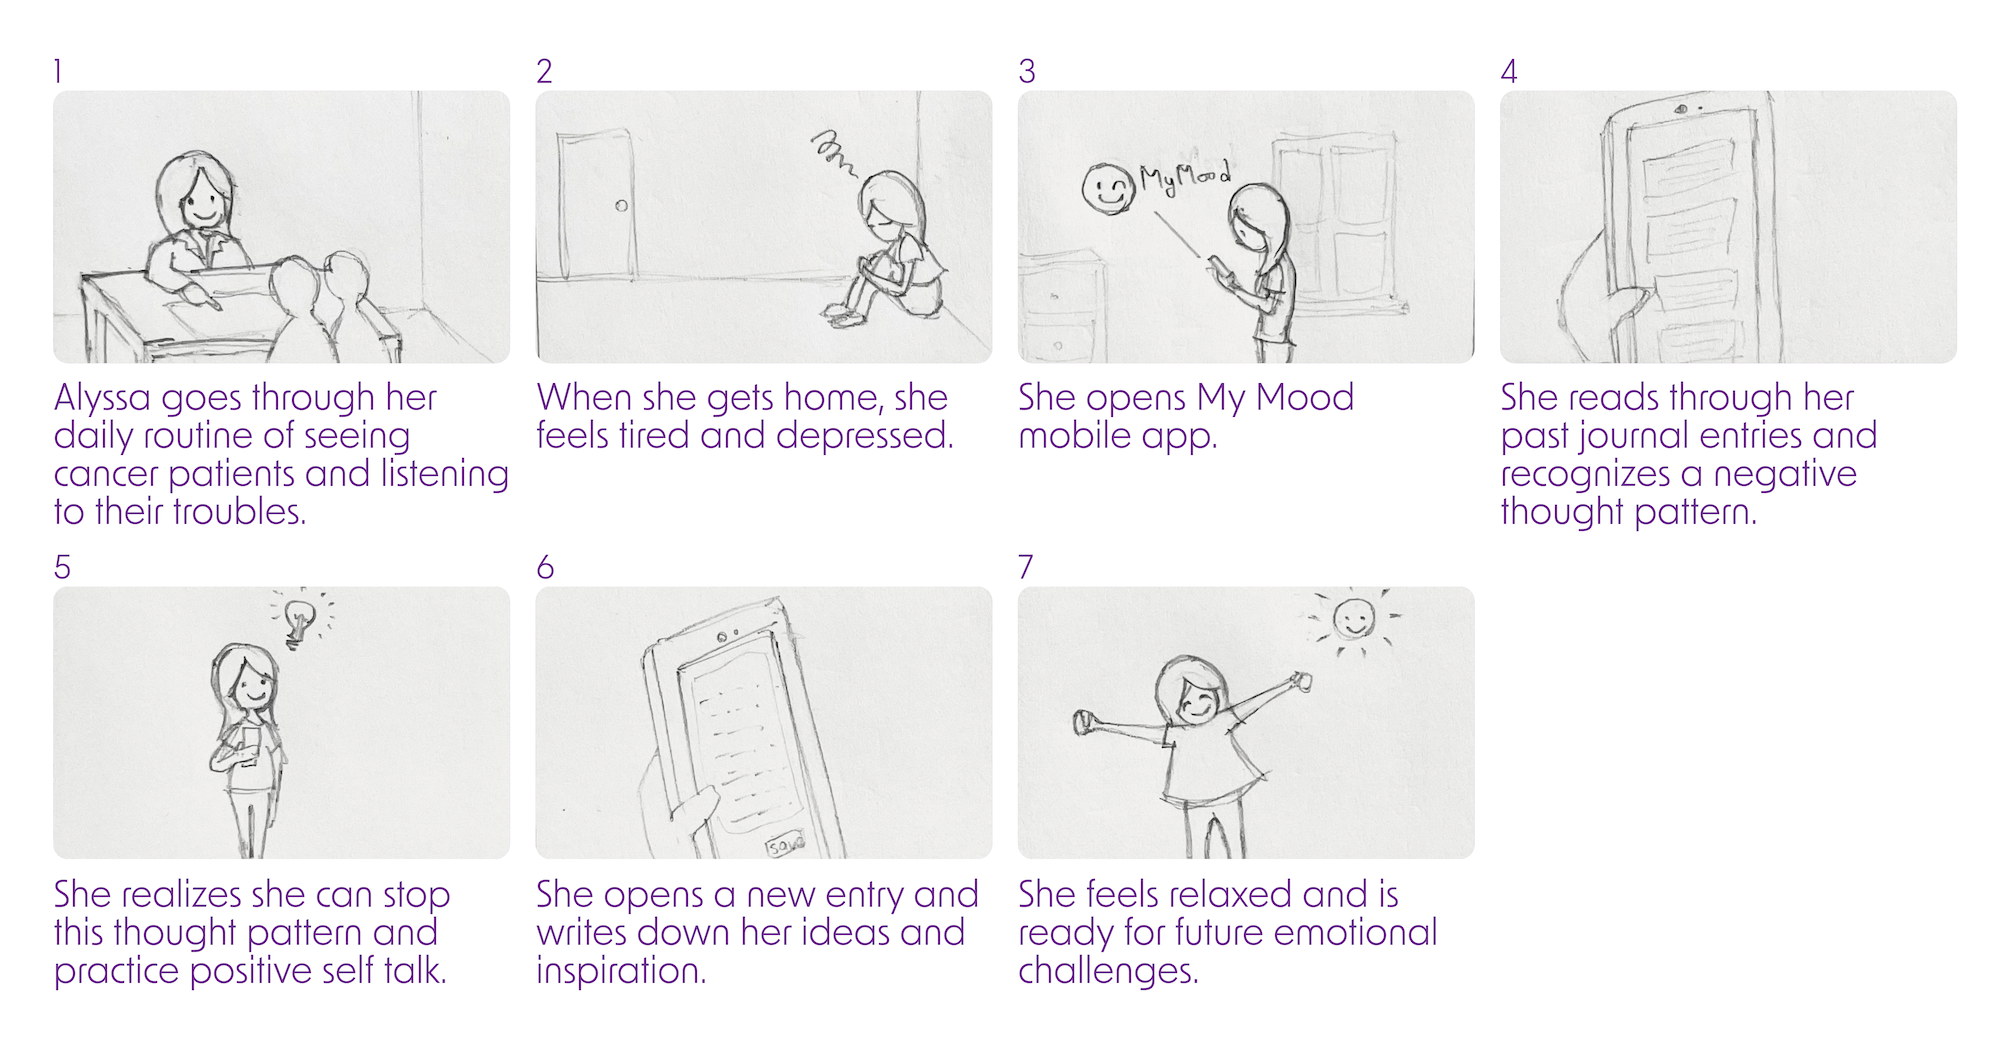 1
Alyssa goes through her
daily routine of seeing
cancer patients and listening
to their troubles.
2
When she gets home, she
feels tired and depressed.
3
MyMood
She opens My Mood
mobile app.
4
She reads through her
past journal entries and
recognizes a negative
thought pattern.
5
She realizes she can stop
this thought pattern and
practice positive self talk.
6
save
She opens a new entry and
writes down her ideas and
inspiration.
7
She feels relaxed and is
ready for future emotional
challenges.